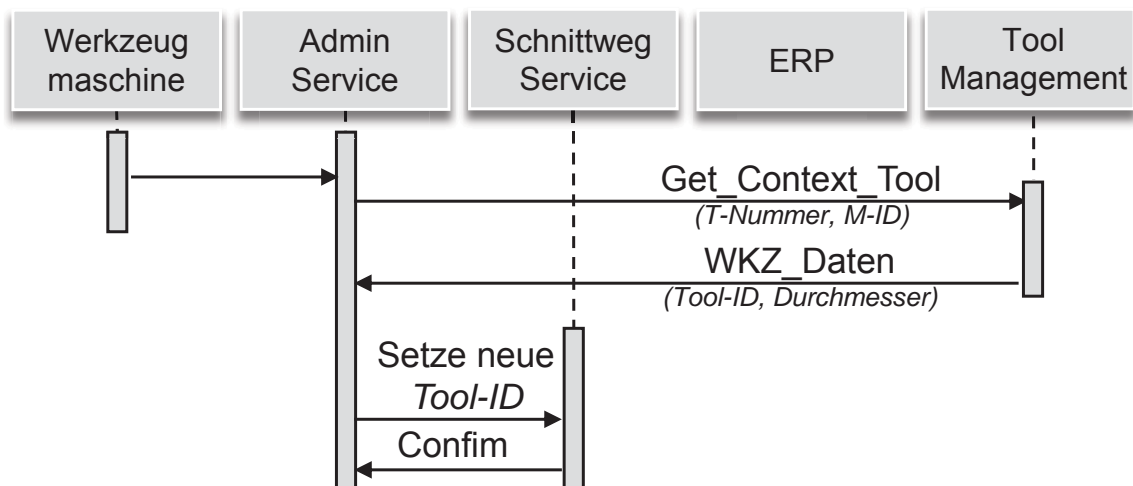 Werkzeug
maschine
Admin
Service
Schnittweg
Service
ERP
Tool
Management
Get_Context_Tool
(T-Nummer, M-ID)
WKZ_Daten
(Tool-ID, Durchmesser)
Setze neue
Tool-ID
Confim